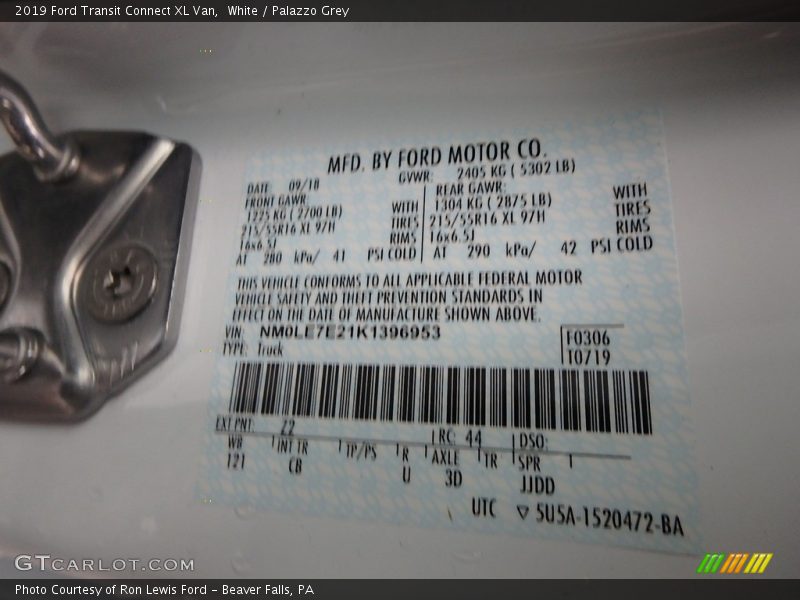 2019 Ford Transit Connect XL Van, White / Palazzo Grey
MFD. BY FORD MOTOR CO.
DATE: 09/18 GVWR: 2405 KG ( 5302 LB)
FRONT GAWR: REAR GAWR:
1225 KG ( 2700 LB) WITH 1304 KG ( 2875 LB) WITH
215/55R16 XL 97H TIRES 215/55R16 XL 97H TIRES
16x6.5J RIMS 16x6.5J RIMS
AT 280 kPa/ 41 PSI COLD AT 290 kPa/ 42 PSI COLD
THIS VEHICLE CONFORMS TO ALL APPLICABLE FEDERAL MOTOR
VEHICLE SAFETY AND THEFT PREVENTION STANDARDS IN
EFFECT ON THE DATE OF MANUFACTURE SHOWN ABOVE.
VIN: NM0LE7E21K1396953
TYPE: Truck
F0306
T0719
EXT PNT: Z2 RC: 44 DSO:
WB INT TR TP/PS R AXLE TR SPR
121 CB U 3D JJDD
UTC ▽ 5U5A-1520472-BA
GTCARLOT.COM
Photo Courtesy of Ron Lewis Ford - Beaver Falls, PA